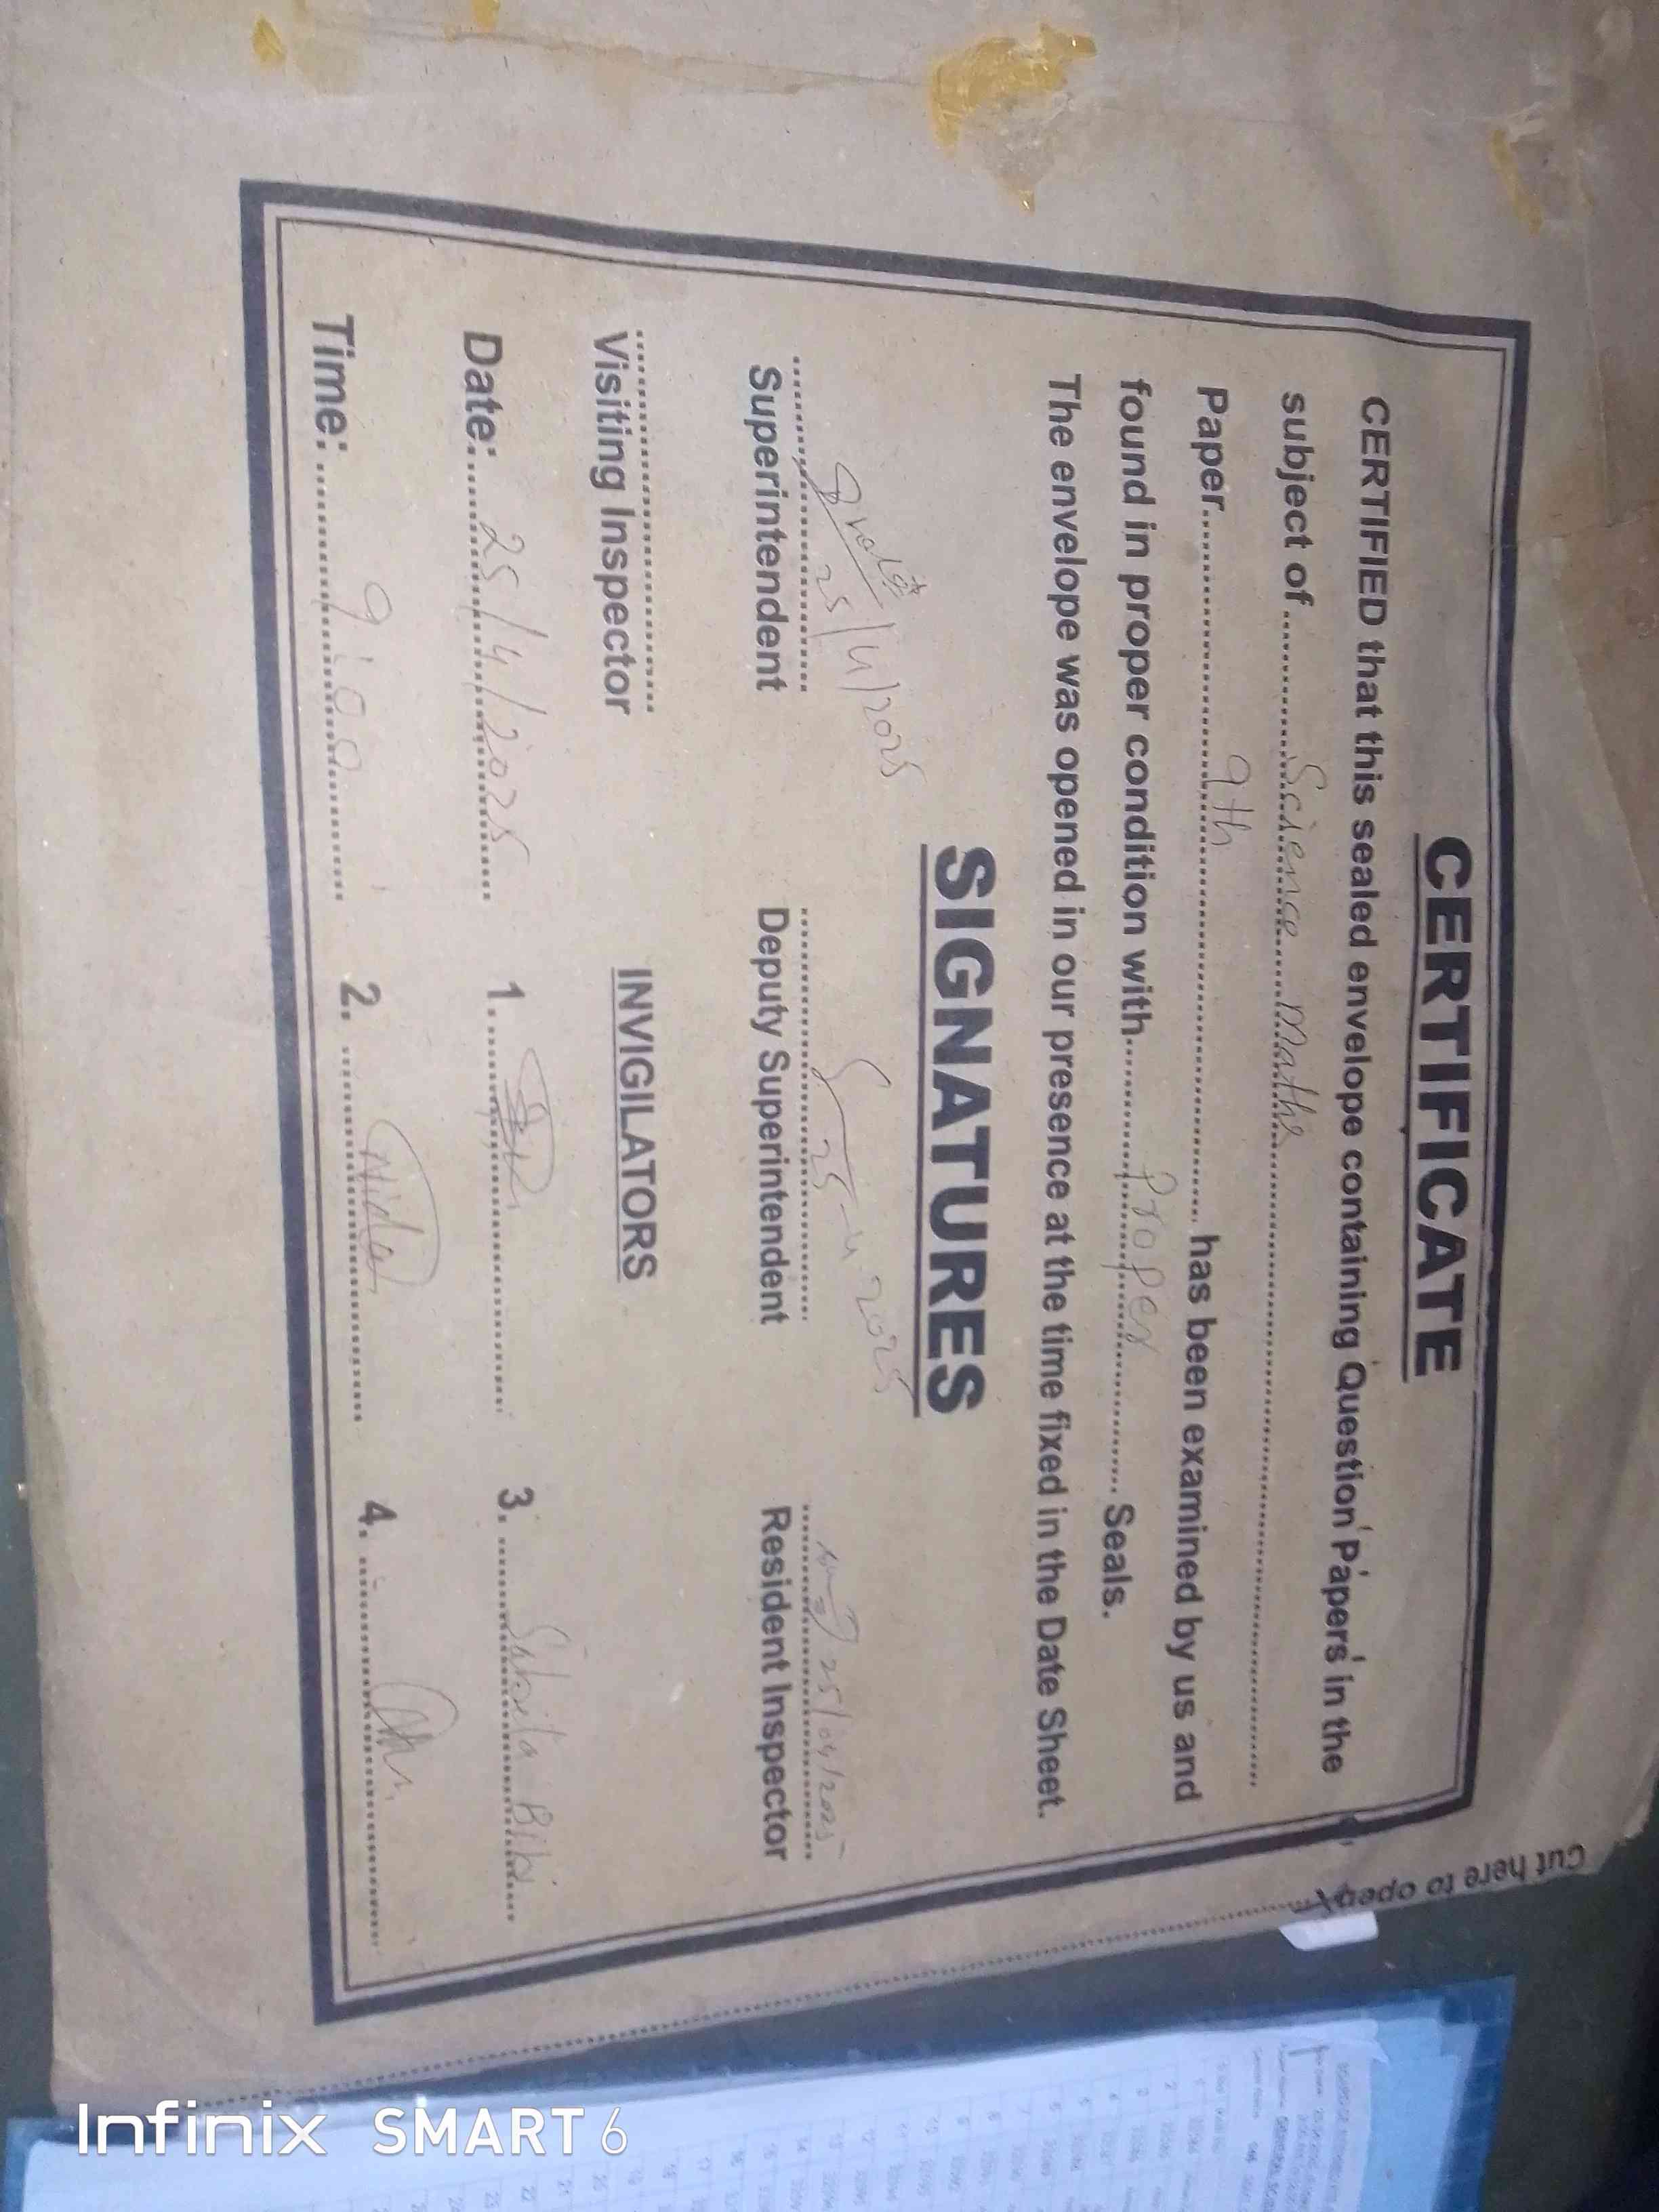 CERTIFICATE
CERTIFIED that this sealed envelope containing Question Papers in the
subject of Science maths
Paper 9th has been examined by us and
found in proper condition with proper Seals.
The envelope was opened in our presence at the time fixed in the Date Sheet.
SIGNATURES
25/4/2025
25-4 2025
25/04/2025
Superintendent
Deputy Superintendent
Resident Inspector
Visiting Inspector
INVIGILATORS
Date: 25/4/2025
1.
3. Sabita Bibi
Time: 9:00
2. Nida
4.
Cut here to open
Infinix SMART 6